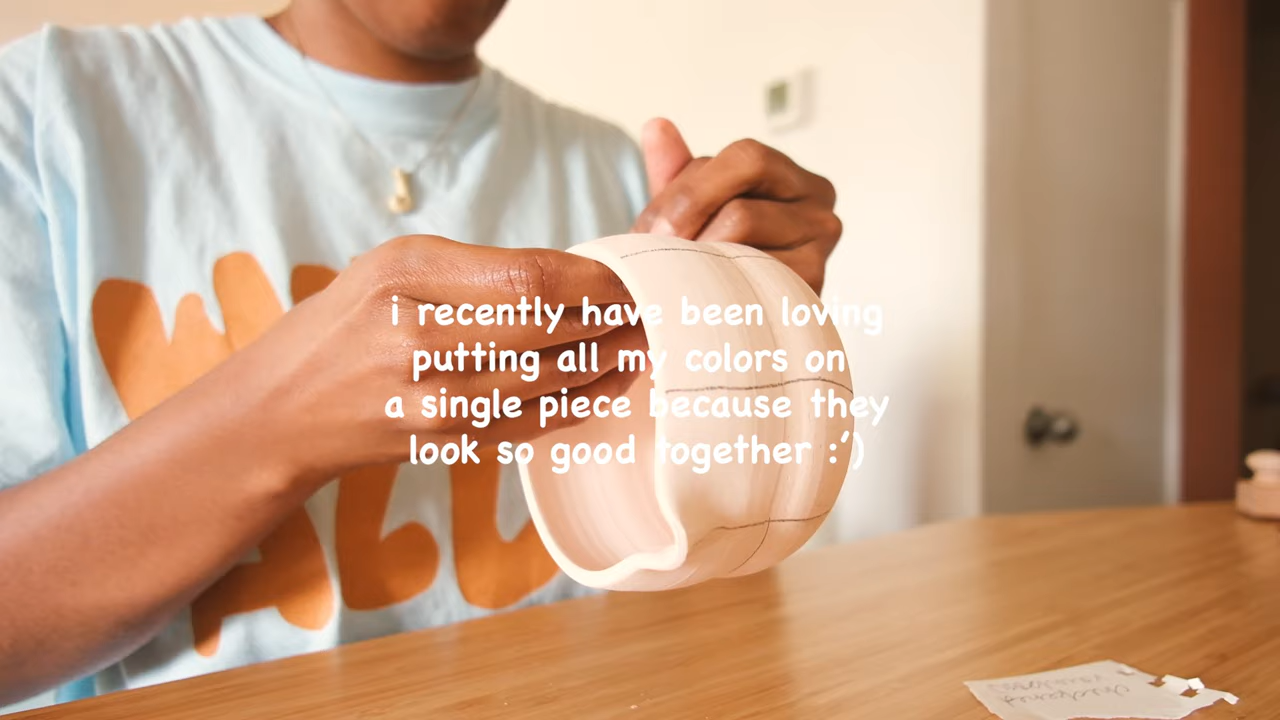 i recently have been loving
putting all my colors on
a single piece because they
look so good together :')